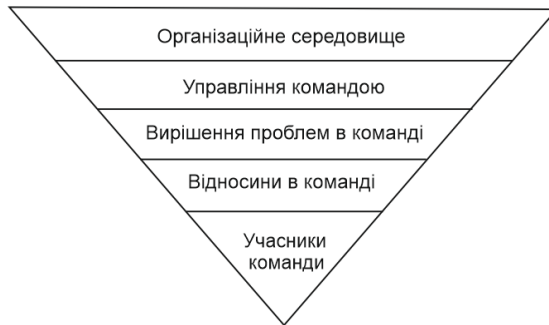 Організаційне середовище
Управління командою
Вирішення проблем в команді
Відносини в команді
Учасники
команди